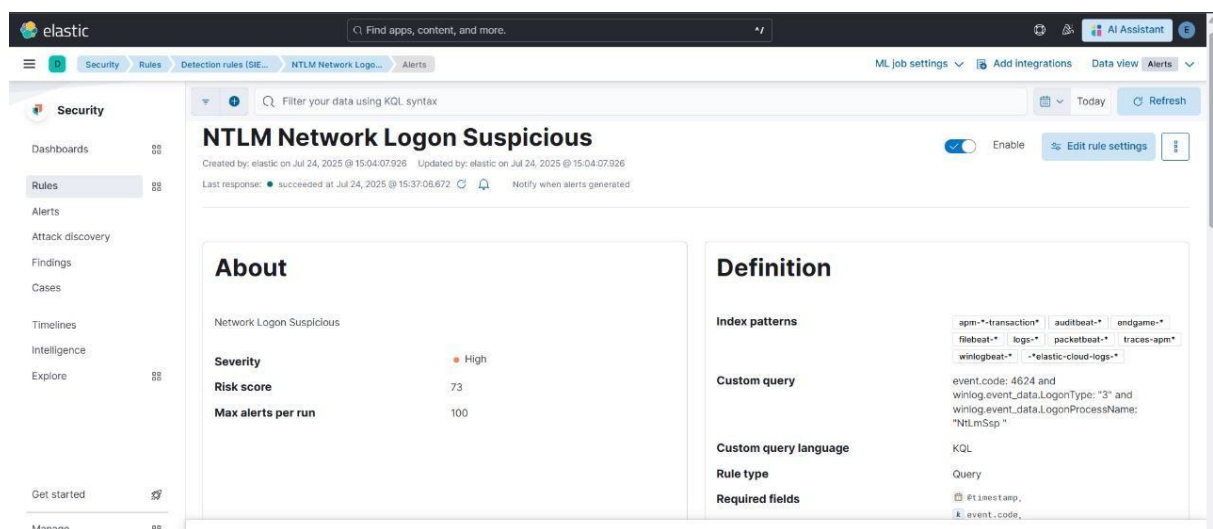 elastic
Find apps, content, and more.
^/
AI Assistant
E
D
Security
Rules
Detection rules (SIE...
NTLM Network Logo...
Alerts
ML job settings
Add integrations
Data view Alerts
Security
Dashboards
Rules
Alerts
Attack discovery
Findings
Cases
Timelines
Intelligence
Explore
Get started
Manage
Filter your data using KQL syntax
Today
Refresh
NTLM Network Logon Suspicious
Created by: elastic on Jul 24, 2025 @ 15:04:07.926 Updated by: elastic on Jul 24, 2025 @ 15:04:07.926
Last response: succeeded at Jul 24, 2025 @ 15:37:06.672 Notify when alerts generated
Enable
Edit rule settings
About
Network Logon Suspicious
Severity High
Risk score 73
Max alerts per run 100
Definition
Index patterns
apm-*-transaction* auditbeat-* endgame-*
filebeat-* logs-* packetbeat-* traces-apm*
winlogbeat-* -*elastic-cloud-logs-*
Custom query
event.code: 4624 and
winlog.event_data.LogonType: "3" and
winlog.event_data.LogonProcessName:
"NtLmSsp "
Custom query language KQL
Rule type Query
Required fields
@timestamp,
event.code,